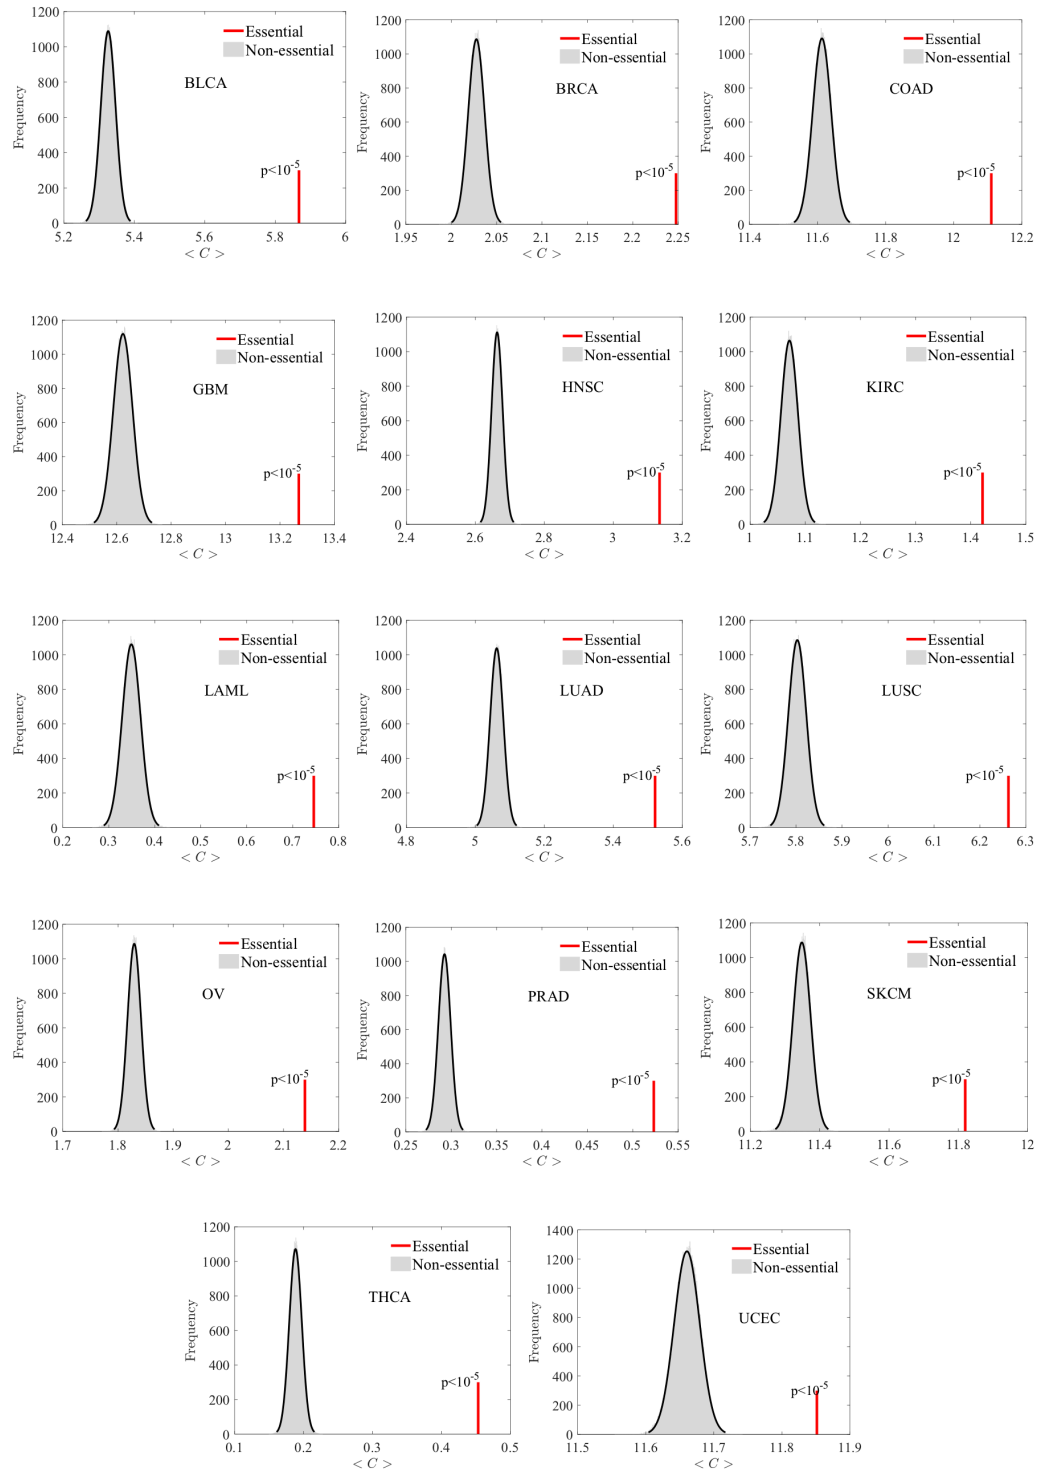 1200
1000
800
600
400
200
0
Frequency
Essential
Non-essential
BLCA
p<10^-5
5.2 5.4 5.6 5.8 6
< C >
1200
1000
800
600
400
200
0
Frequency
Essential
Non-essential
BRCA
p<10^-5
1.95 2 2.05 2.1 2.15 2.2 2.25
< C >
1200
1000
800
600
400
200
0
Frequency
Essential
Non-essential
COAD
p<10^-5
11.4 11.6 11.8 12 12.2
< C >
1200
1000
800
600
400
200
0
Frequency
Essential
Non-essential
GBM
p<10^-5
12.4 12.6 12.8 13 13.2 13.4
< C >
1200
1000
800
600
400
200
0
Frequency
Essential
Non-essential
HNSC
p<10^-5
2.4 2.6 2.8 3 3.2
< C >
1200
1000
800
600
400
200
0
Frequency
Essential
Non-essential
KIRC
p<10^-5
1 1.1 1.2 1.3 1.4 1.5
< C >
1200
1000
800
600
400
200
0
Frequency
Essential
Non-essential
LAML
p<10^-5
0.2 0.3 0.4 0.5 0.6 0.7 0.8
< C >
1200
1000
800
600
400
200
0
Frequency
Essential
Non-essential
LUAD
p<10^-5
4.8 5 5.2 5.4 5.6
< C >
1200
1000
800
600
400
200
0
Frequency
Essential
Non-essential
LUSC
p<10^-5
5.7 5.8 5.9 6 6.1 6.2 6.3
< C >
1200
1000
800
600
400
200
0
Frequency
Essential
Non-essential
OV
p<10^-5
1.7 1.8 1.9 2 2.1 2.2
< C >
1200
1000
800
600
400
200
0
Frequency
Essential
Non-essential
PRAD
p<10^-5
0.25 0.3 0.35 0.4 0.45 0.5 0.55
< C >
1200
1000
800
600
400
200
0
Frequency
Essential
Non-essential
SKCM
p<10^-5
11.2 11.4 11.6 11.8 12
< C >
1200
1000
800
600
400
200
0
Frequency
Essential
Non-essential
THCA
p<10^-5
0.1 0.2 0.3 0.4 0.5
< C >
1400
1200
1000
800
600
400
200
0
Frequency
Essential
Non-essential
UCEC
p<10^-5
11.5 11.6 11.7 11.8 11.9
< C >